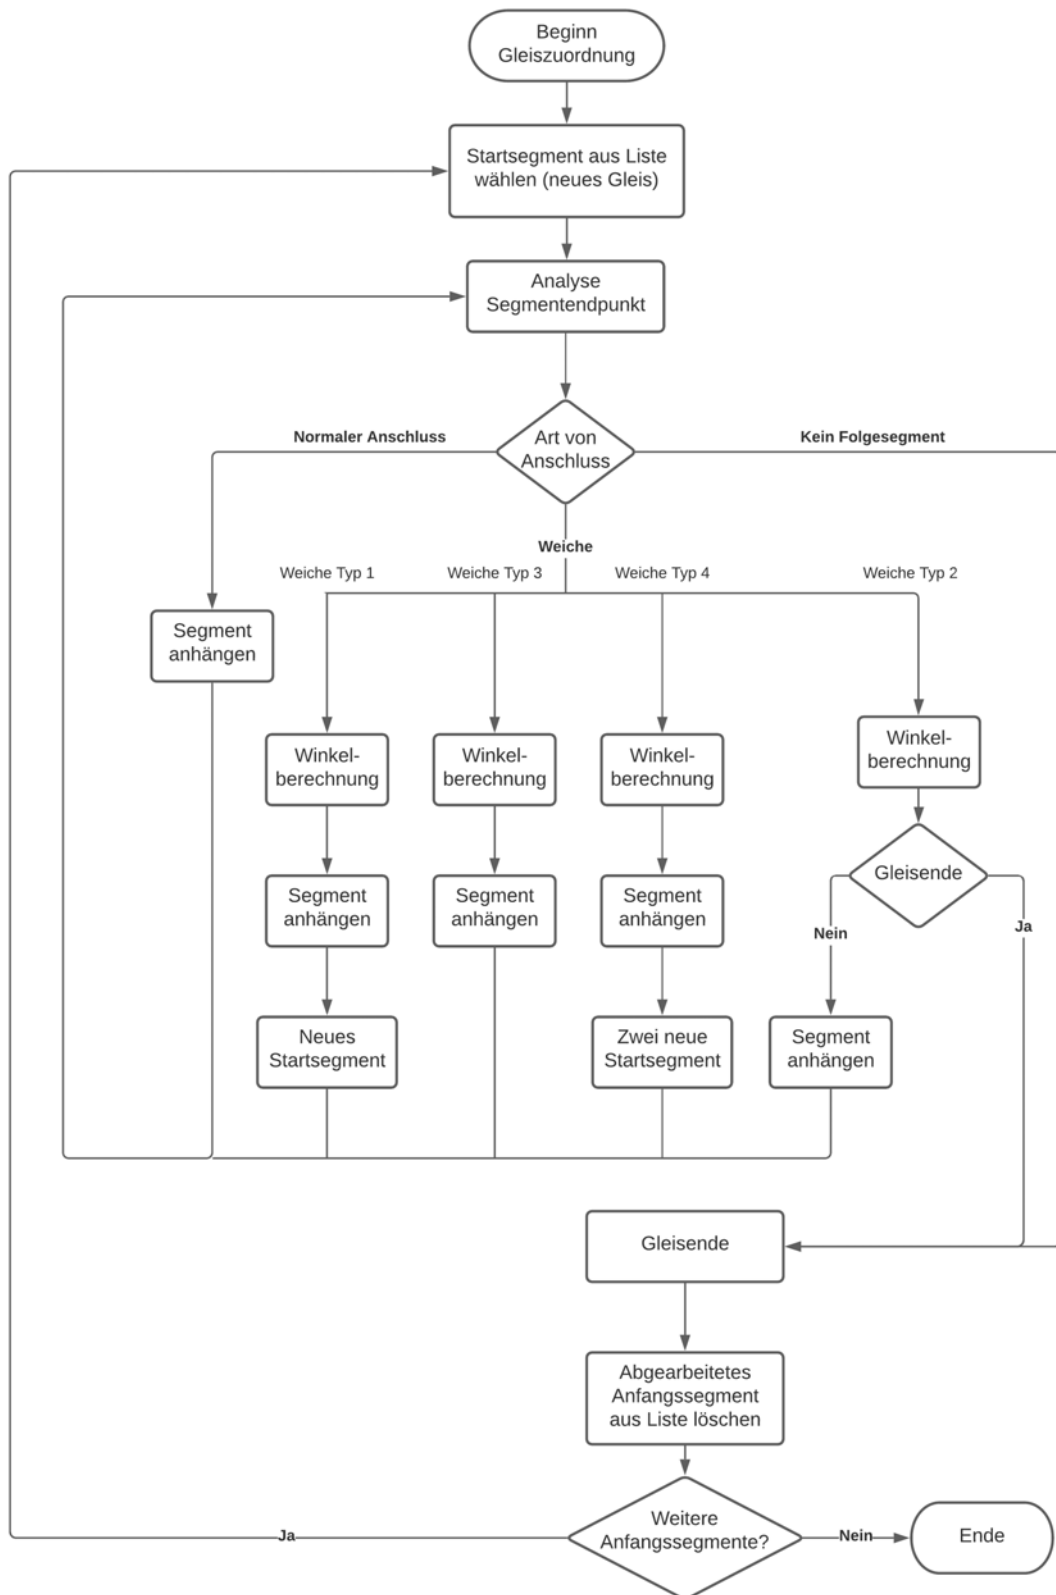 Beginn
Gleiszuordnung
Startsegment aus Liste
wählen (neues Gleis)
Analyse
Segmentendpunkt
Normaler Anschluss
Art von
Anschluss
Kein Folgesegment
Weiche
Weiche Typ 1
Weiche Typ 3
Weiche Typ 4
Weiche Typ 2
Segment
anhängen
Winkel-
berechnung
Winkel-
berechnung
Winkel-
berechnung
Winkel-
berechnung
Gleisende
Nein
Ja
Segment
anhängen
Segment
anhängen
Segment
anhängen
Neues
Startsegment
Zwei neue
Startsegment
Segment
anhängen
Gleisende
Abgearbeitetes
Anfangssegment
aus Liste löschen
Weitere
Anfangssegmente?
Ja
Nein
Ende